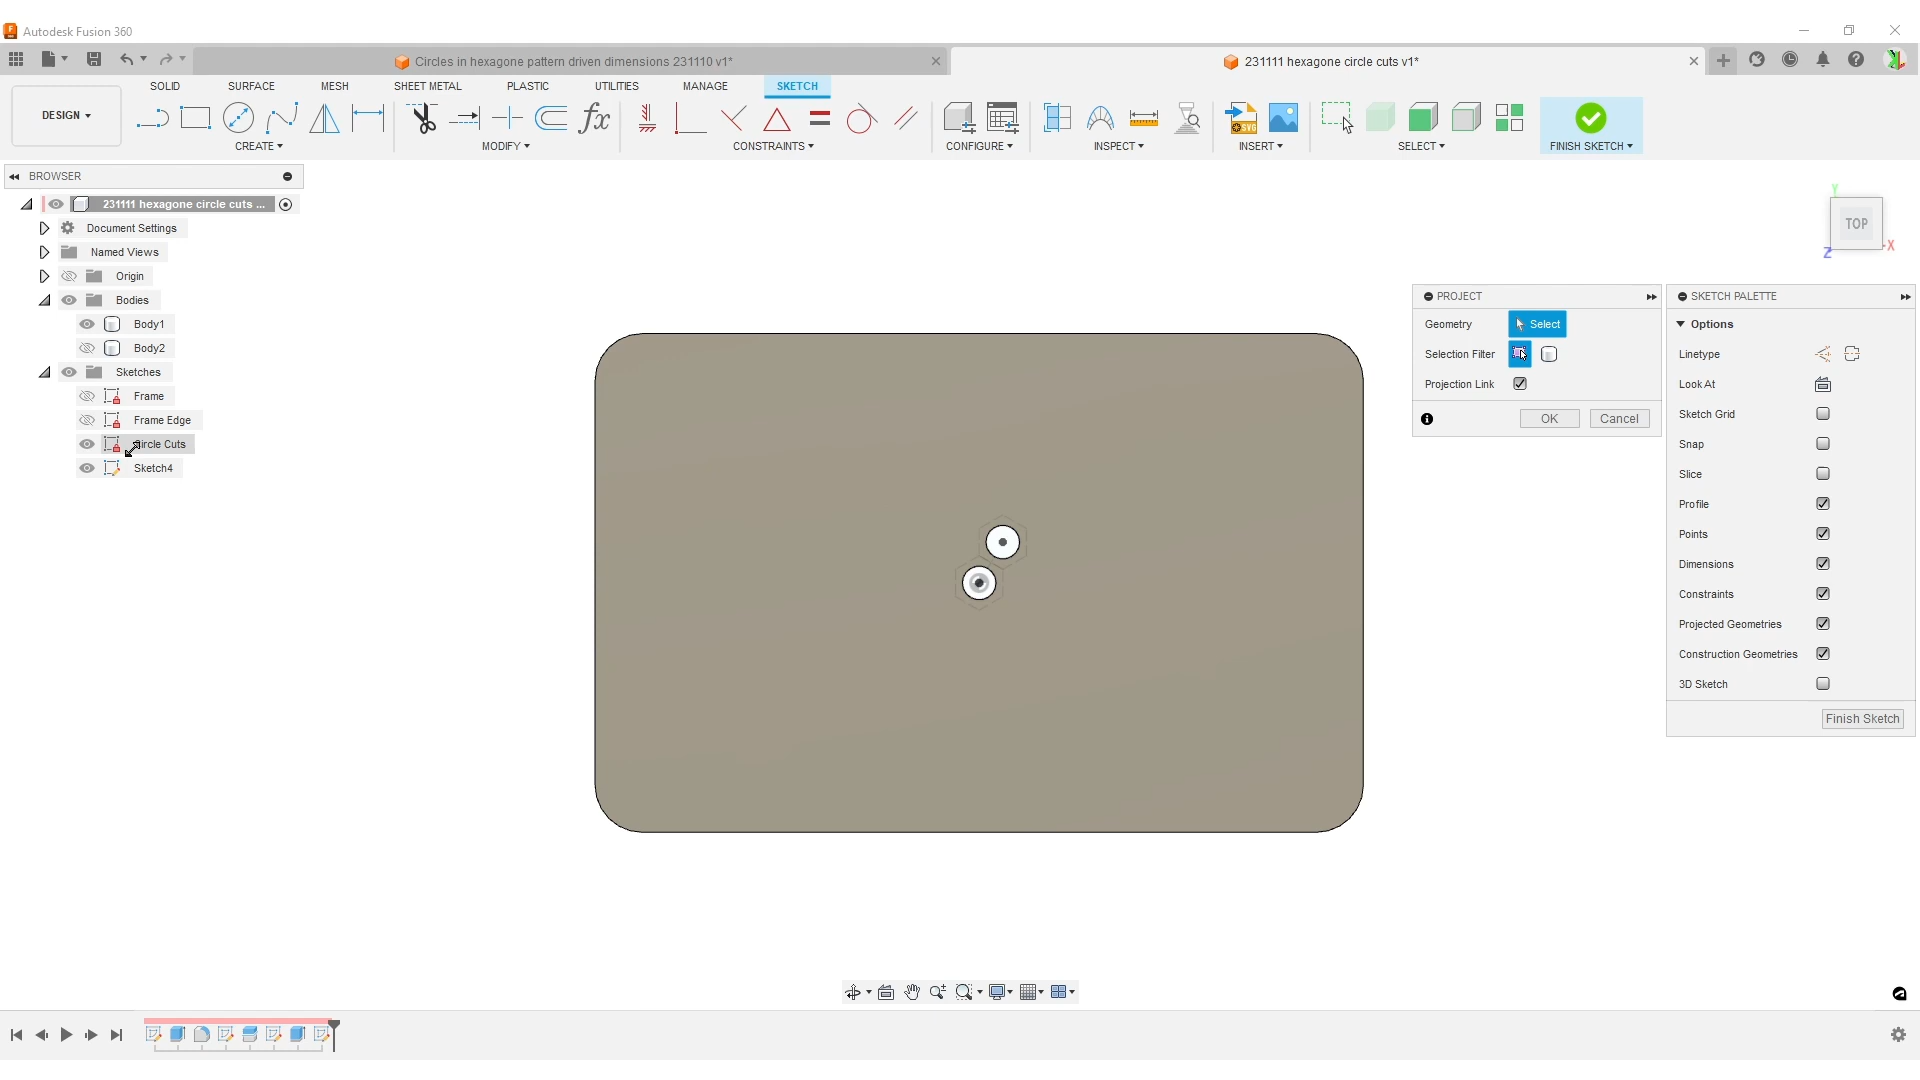 Autodesk Fusion 360
Circles in hexagone pattern driven dimensions 231110 v1*
231111 hexagone circle cuts v1*
DESIGN
SOLID
SURFACE
MESH
SHEET METAL
PLASTIC
UTILITIES
MANAGE
SKETCH
CREATE
MODIFY
CONSTRAINTS
CONFIGURE
INSPECT
INSERT
SELECT
FINISH SKETCH
BROWSER
231111 hexagone circle cuts ...
Document Settings
Named Views
Origin
Bodies
Body1
Body2
Sketches
Frame
Frame Edge
Circle Cuts
Sketch4
Y
TOP
X
Z
PROJECT
Geometry
Select
Selection Filter
Projection Link
OK
Cancel
SKETCH PALETTE
Options
Linetype
Look At
Sketch Grid
Snap
Slice
Profile
Points
Dimensions
Constraints
Projected Geometries
Construction Geometries
3D Sketch
Finish Sketch